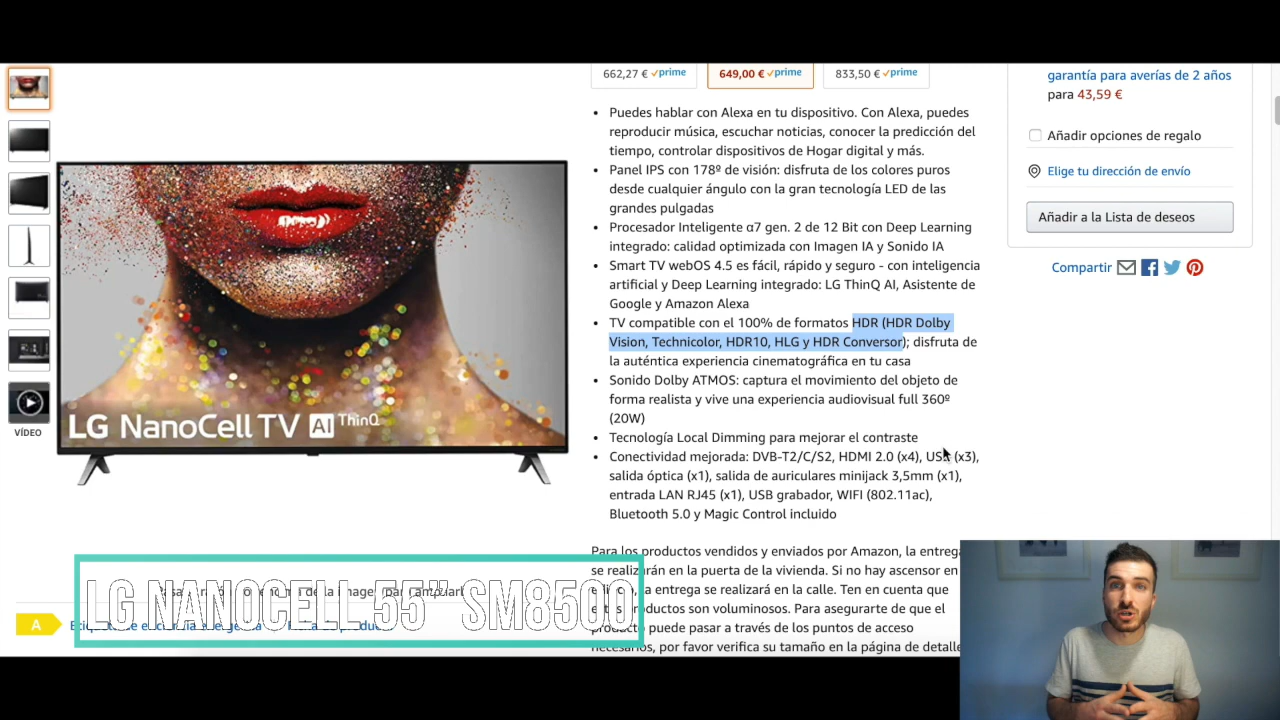 662,27 € prime
649,00 € prime
833,50 € prime
Puedes hablar con Alexa en tu dispositivo. Con Alexa, puedes
reproducir música, escuchar noticias, conocer la predicción del
tiempo, controlar dispositivos de Hogar digital y más.
Panel IPS con 178º de visión: disfruta de los colores puros
desde cualquier ángulo con la gran tecnología LED de las
grandes pulgadas
Procesador Inteligente α7 gen. 2 de 12 Bit con Deep Learning
integrado: calidad optimizada con Imagen IA y Sonido IA
Smart TV webOS 4.5 es fácil, rápido y seguro - con inteligencia
artificial y Deep Learning integrado: LG ThinQ AI, Asistente de
Google y Amazon Alexa
TV compatible con el 100% de formatos HDR (HDR Dolby
Vision, Technicolor, HDR10, HLG y HDR Conversor); disfruta de
la auténtica experiencia cinematográfica en tu casa
Sonido Dolby ATMOS: captura el movimiento del objeto de
forma realista y vive una experiencia audiovisual full 360º
(20W)
Tecnología Local Dimming para mejorar el contraste
Conectividad mejorada: DVB-T2/C/S2, HDMI 2.0 (x4), USB (x3),
salida óptica (x1), salida de auriculares minijack 3,5mm (x1),
entrada LAN RJ45 (x1), USB grabador, WIFI (802.11ac),
Bluetooth 5.0 y Magic Control incluido
Para los productos vendidos y enviados por Amazon, la entrega
se realizarán en la puerta de la vivienda. Si no hay ascensor en
la entrega se realizará en la calle. Ten en cuenta que
productos son voluminosos. Para asegurarte de que el
puede pasar a través de los puntos de acceso
necesarios, por favor verifica su tamaño en la página de detalle
garantía para averías de 2 años
para 43,59 €
Añadir opciones de regalo
Elige tu dirección de envío
Añadir a la Lista de deseos
Compartir
VÍDEO
LG NanoCell TV AI ThinQ
LG NANOCELL 55" SM8500
A